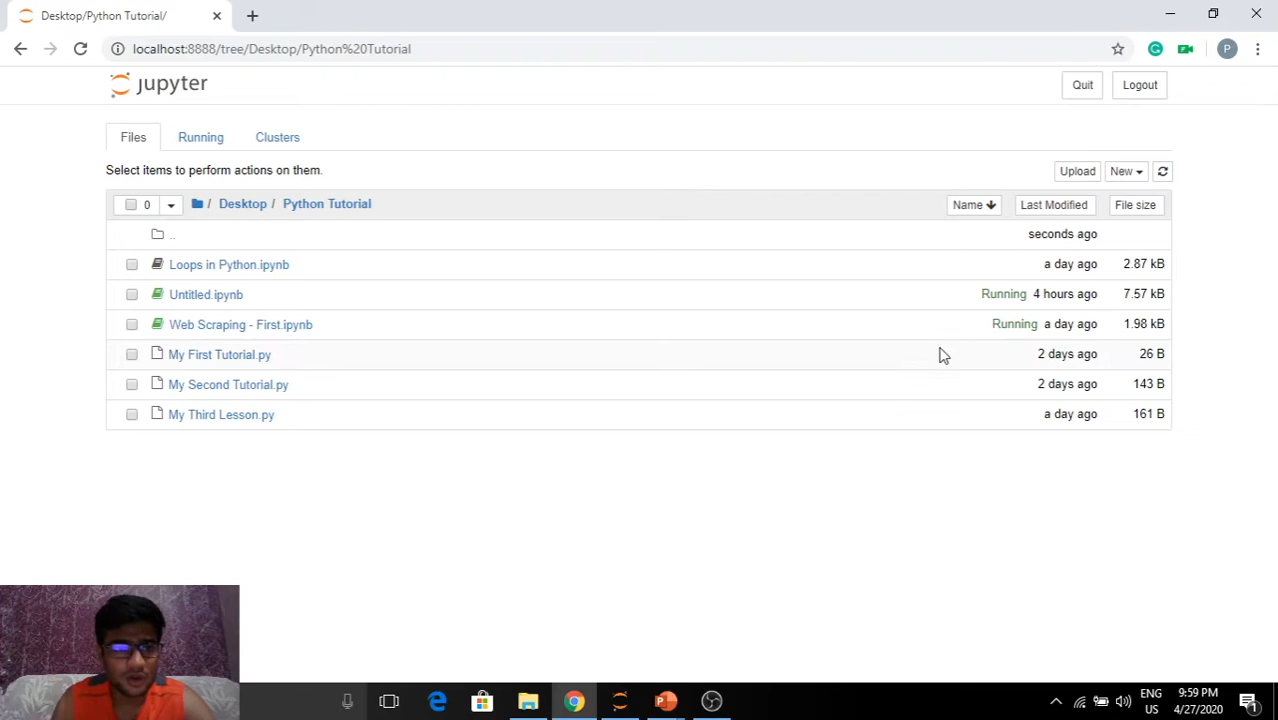 Desktop/Python Tutorial/
localhost:8888/tree/Desktop/Python%20Tutorial
P
jupyter
Quit
Logout
Files
Running
Clusters
Select items to perform actions on them.
Upload
New
0
/ Desktop / Python Tutorial
Name
Last Modified
File size
..
seconds ago
Loops in Python.ipynb
a day ago
2.87 kB
Untitled.ipynb
Running 4 hours ago
7.57 kB
Web Scraping - First.ipynb
Running a day ago
1.98 kB
My First Tutorial.py
2 days ago
26 B
My Second Tutorial.py
2 days ago
143 B
My Third Lesson.py
a day ago
161 B
ENG
US
9:59 PM
4/27/2020
1